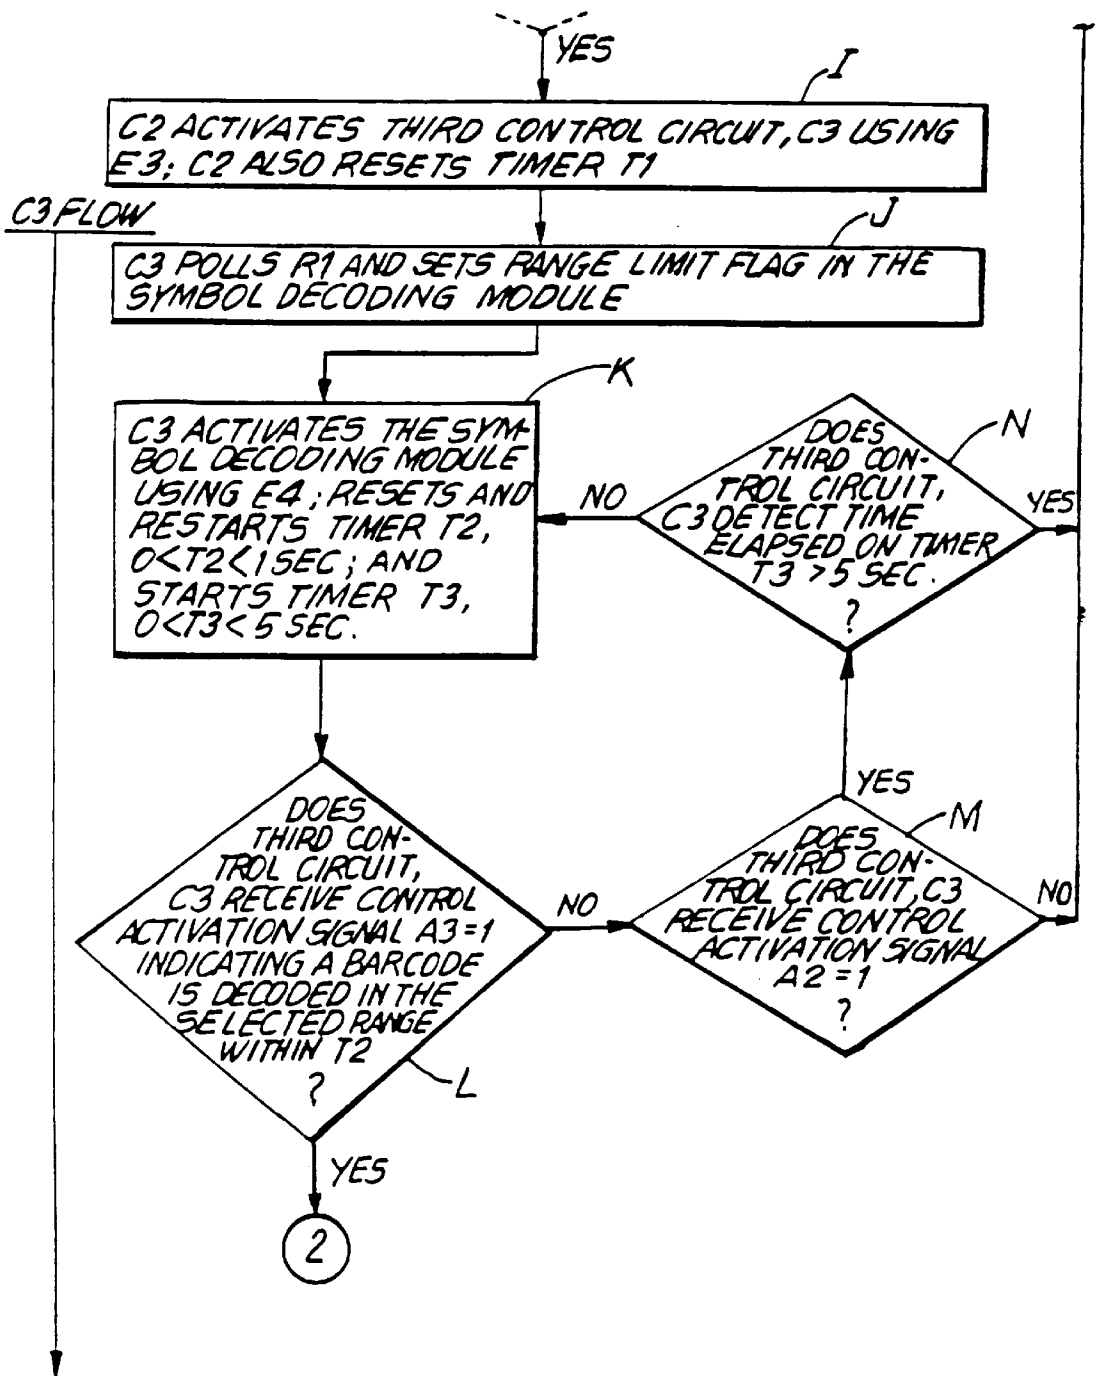 YES
I
C2 ACTIVATES THIRD CONTROL CIRCUIT, C3 USING
E3; C2 ALSO RESETS TIMER T1
C3 FLOW
J
C3 POLLS R1 AND SETS RANGE LIMIT FLAG IN THE
SYMBOL DECODING MODULE
K
C3 ACTIVATES THE SYM-
BOL DECODING MODULE
USING E4; RESETS AND
RESTARTS TIMER T2,
0<T2<1 SEC; AND
STARTS TIMER T3,
0<T3<5 SEC.
NO
N
DOES
THIRD CON-
TROL CIRCUIT,
C3 DETECT TIME
ELAPSED ON TIMER
T3 >5 SEC.
?
YES
DOES
THIRD CON-
TROL CIRCUIT,
C3 RECEIVE CONTROL
ACTIVATION SIGNAL A3=1
INDICATING A BARCODE
IS DECODED IN THE
SELECTED RANGE
WITHIN T2
?
L
NO
YES
M
DOES
THIRD CON-
TROL CIRCUIT, C3
RECEIVE CONTROL
ACTIVATION SIGNAL
A2=1
?
NO
YES
2